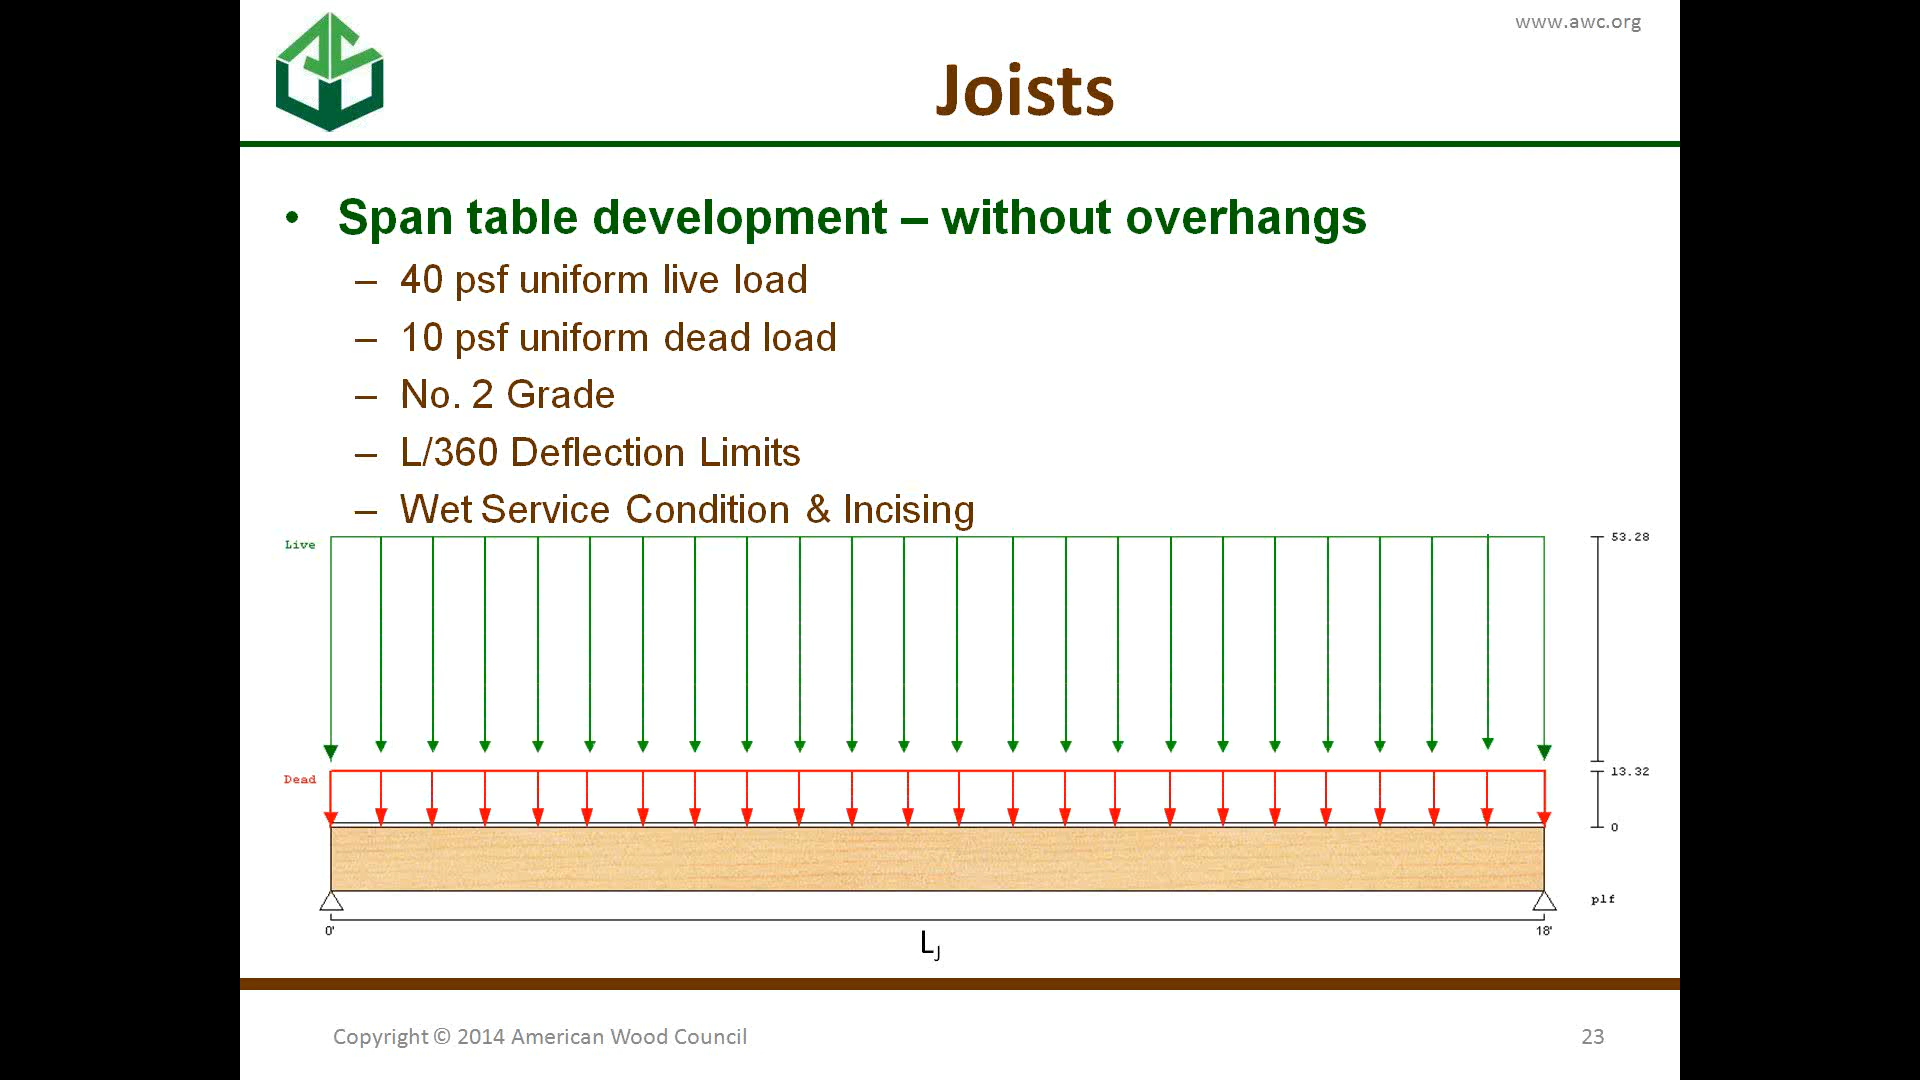 www.awc.org
Joists
• Span table development – without overhangs
– 40 psf uniform live load
– 10 psf uniform dead load
– No. 2 Grade
– L/360 Deflection Limits
– Wet Service Condition & Incising
Live
53.28
Dead
13.32
0
plf
0'
18'
LJ
Copyright © 2014 American Wood Council
23